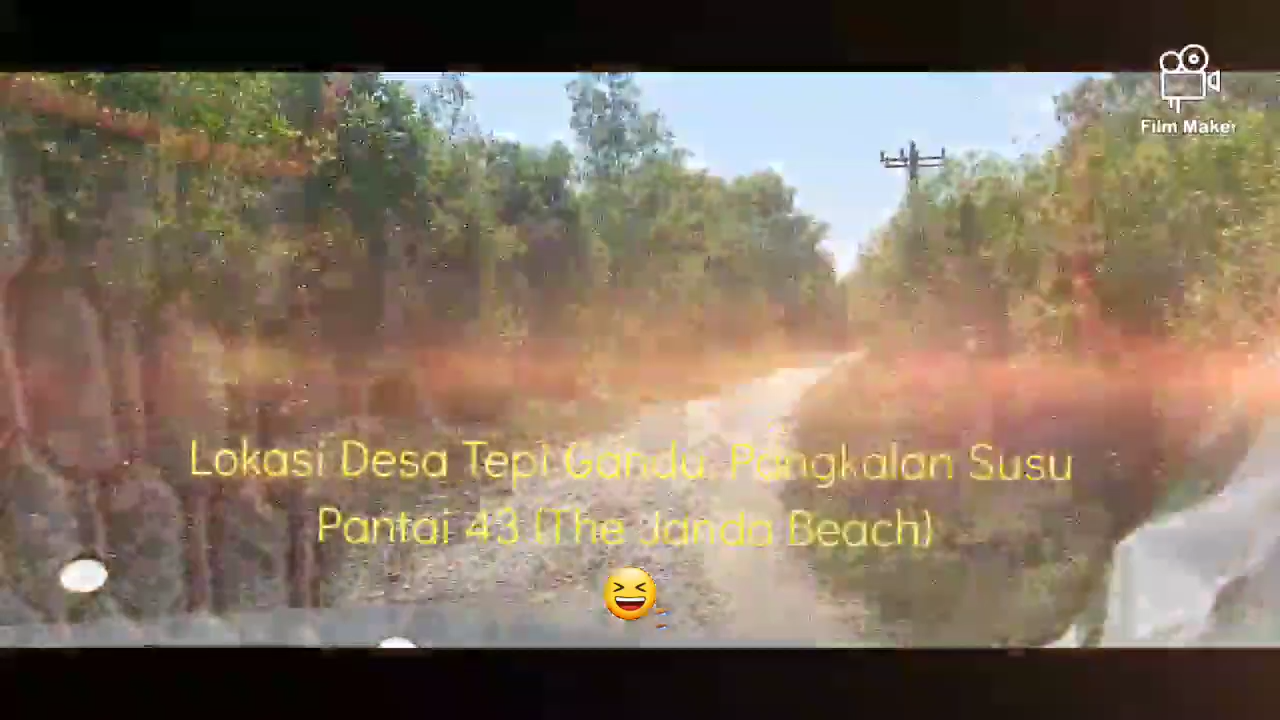 Film Maker
Lokasi Desa Tepi Gandu. Pangkalan Susu
Pantai 43 (The Janda Beach)